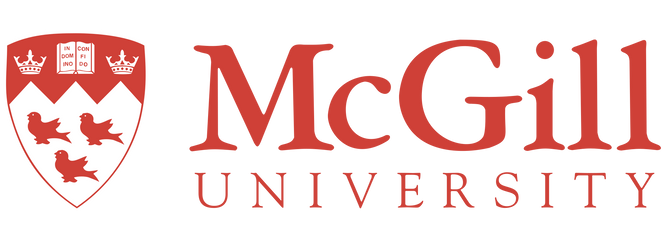 IN DOM INO
CON FI DO
McGill
UNIVERSITY